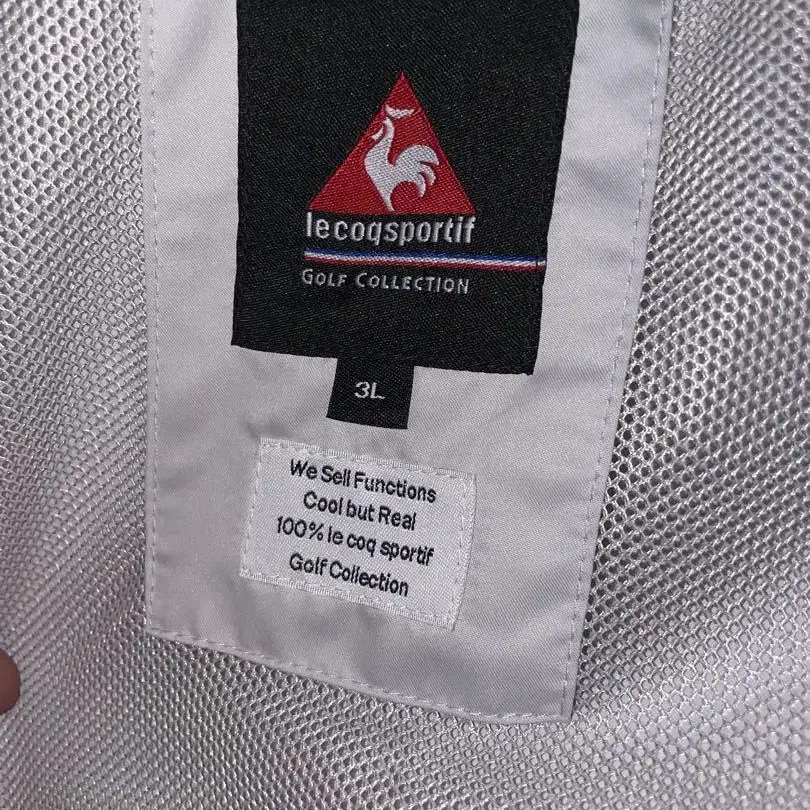 lecoqsportif
GOLF COLLECTION
3L
We Sell Functions
Cool but Real
100% le coq sportif
Golf Collection